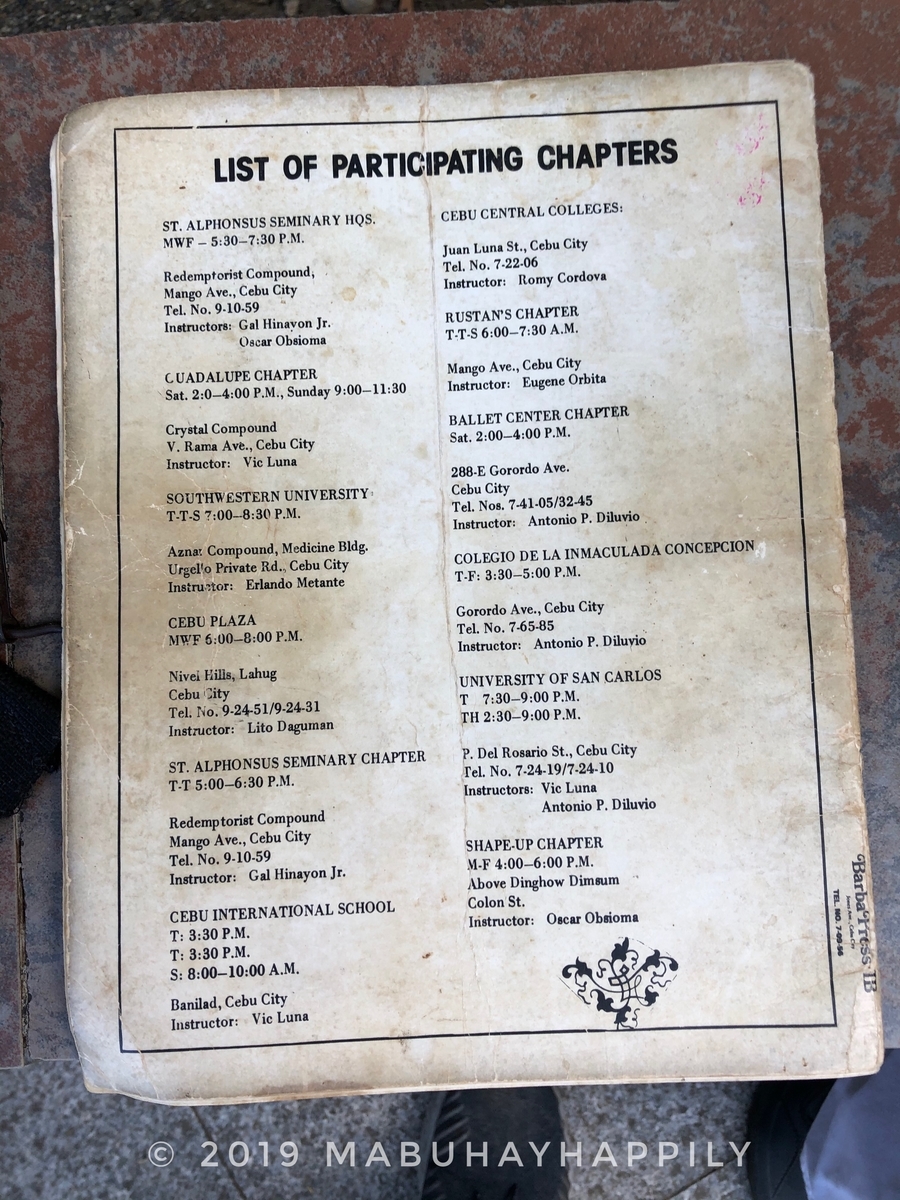 LIST OF PARTICIPATING CHAPTERS
ST. ALPHONSUS SEMINARY HQS.
MWF – 5:30–7:30 P.M.
Redemptorist Compound,
Mango Ave., Cebu City
Tel. No. 9-10-59
Instructors: Gal Hinayon Jr.
Oscar Obsioma
GUADALUPE CHAPTER
Sat. 2:0–4:00 P.M., Sunday 9:00–11:30
Crystal Compound
V. Rama Ave., Cebu City
Instructor: Vic Luna
SOUTHWESTERN UNIVERSITY
T-T-S 7:00–8:30 P.M.
Aznar Compound, Medicine Bldg.
Urgello Private Rd., Cebu City
Instructor: Erlando Metante
CEBU PLAZA
MWF 6:00–8:00 P.M.
Nivel Hills, Lahug
Cebu City
Tel. No. 9-24-51/9-24-31
Instructor: Lito Daguman
ST. ALPHONSUS SEMINARY CHAPTER
T-T 5:00–6:30 P.M.
Redemptorist Compound
Mango Ave., Cebu City
Tel. No. 9-10-59
Instructor: Gal Hinayon Jr.
CEBU INTERNATIONAL SCHOOL
T: 3:30 P.M.
T: 3:30 P.M.
S: 8:00–10:00 A.M.
Banilad, Cebu City
Instructor: Vic Luna
CEBU CENTRAL COLLEGES:
Juan Luna St., Cebu City
Tel. No. 7-22-06
Instructor: Romy Cordova
RUSTAN'S CHAPTER
T-T-S 6:00–7:30 A.M.
Mango Ave., Cebu City
Instructor: Eugene Orbita
BALLET CENTER CHAPTER
Sat. 2:00–4:00 P.M.
288-E Gorordo Ave.
Cebu City
Tel. Nos. 7-41-05/32-45
Instructor: Antonio P. Diluvio
COLEGIO DE LA INMACULADA CONCEPCION
T-F: 3:30–5:00 P.M.
Gorordo Ave., Cebu City
Tel. No. 7-65-85
Instructor: Antonio P. Diluvio
UNIVERSITY OF SAN CARLOS
T 7:30–9:00 P.M.
TH 2:30–9:00 P.M.
P. Del Rosario St., Cebu City
Tel. No. 7-24-19/7-24-10
Instructors: Vic Luna
Antonio P. Diluvio
SHAPE-UP CHAPTER
M-F 4:00–6:00 P.M.
Above Dinghow Dimsum
Colon St.
Instructor: Oscar Obsioma
Barba Press
Cebu City
TEL. NO.
© 2019 MABUHAYHAPPILY